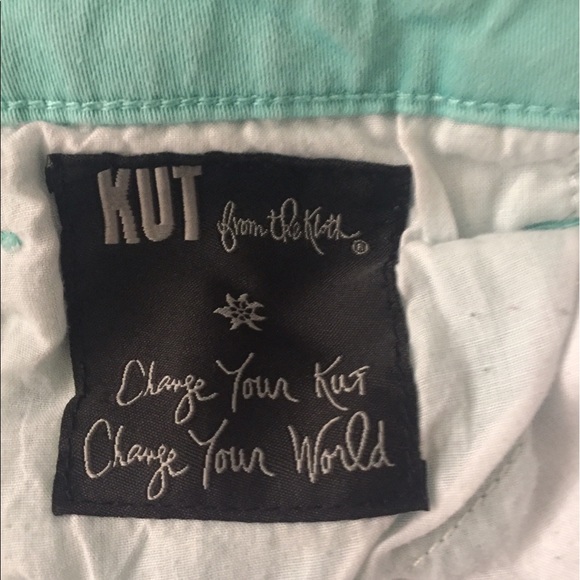 KUT from the Kloth ®
Change Your Kut
Change Your World